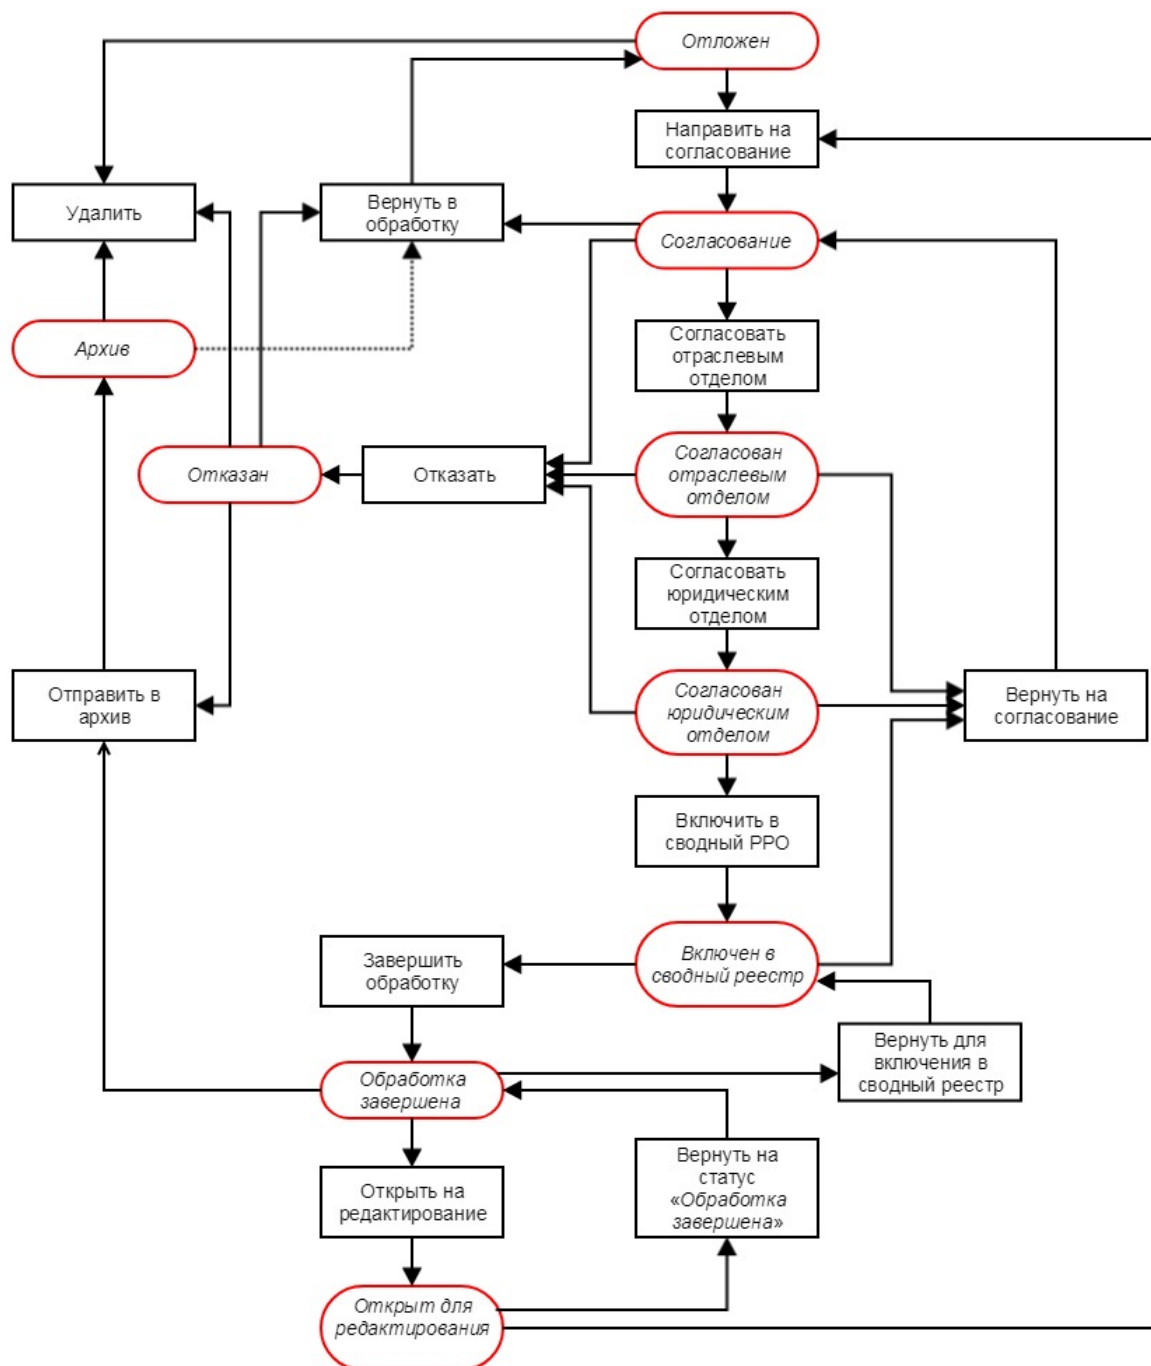 Отложен
Направить на
согласование
Удалить
Вернуть в
обработку
Согласование
Архив
Согласовать
отраслевым
отделом
Отказан
Отказать
Согласован
отраслевым
отделом
Согласовать
юридическим
отделом
Отправить в
архив
Согласован
юридическим
отделом
Вернуть на
согласование
Включить в
сводный РРО
Завершить
обработку
Включен в
сводный реестр
Вернуть для
включения в
сводный реестр
Обработка
завершена
Открыть на
редактирование
Вернуть на
статус
«Обработка
завершена»
Открыт для
редактирования